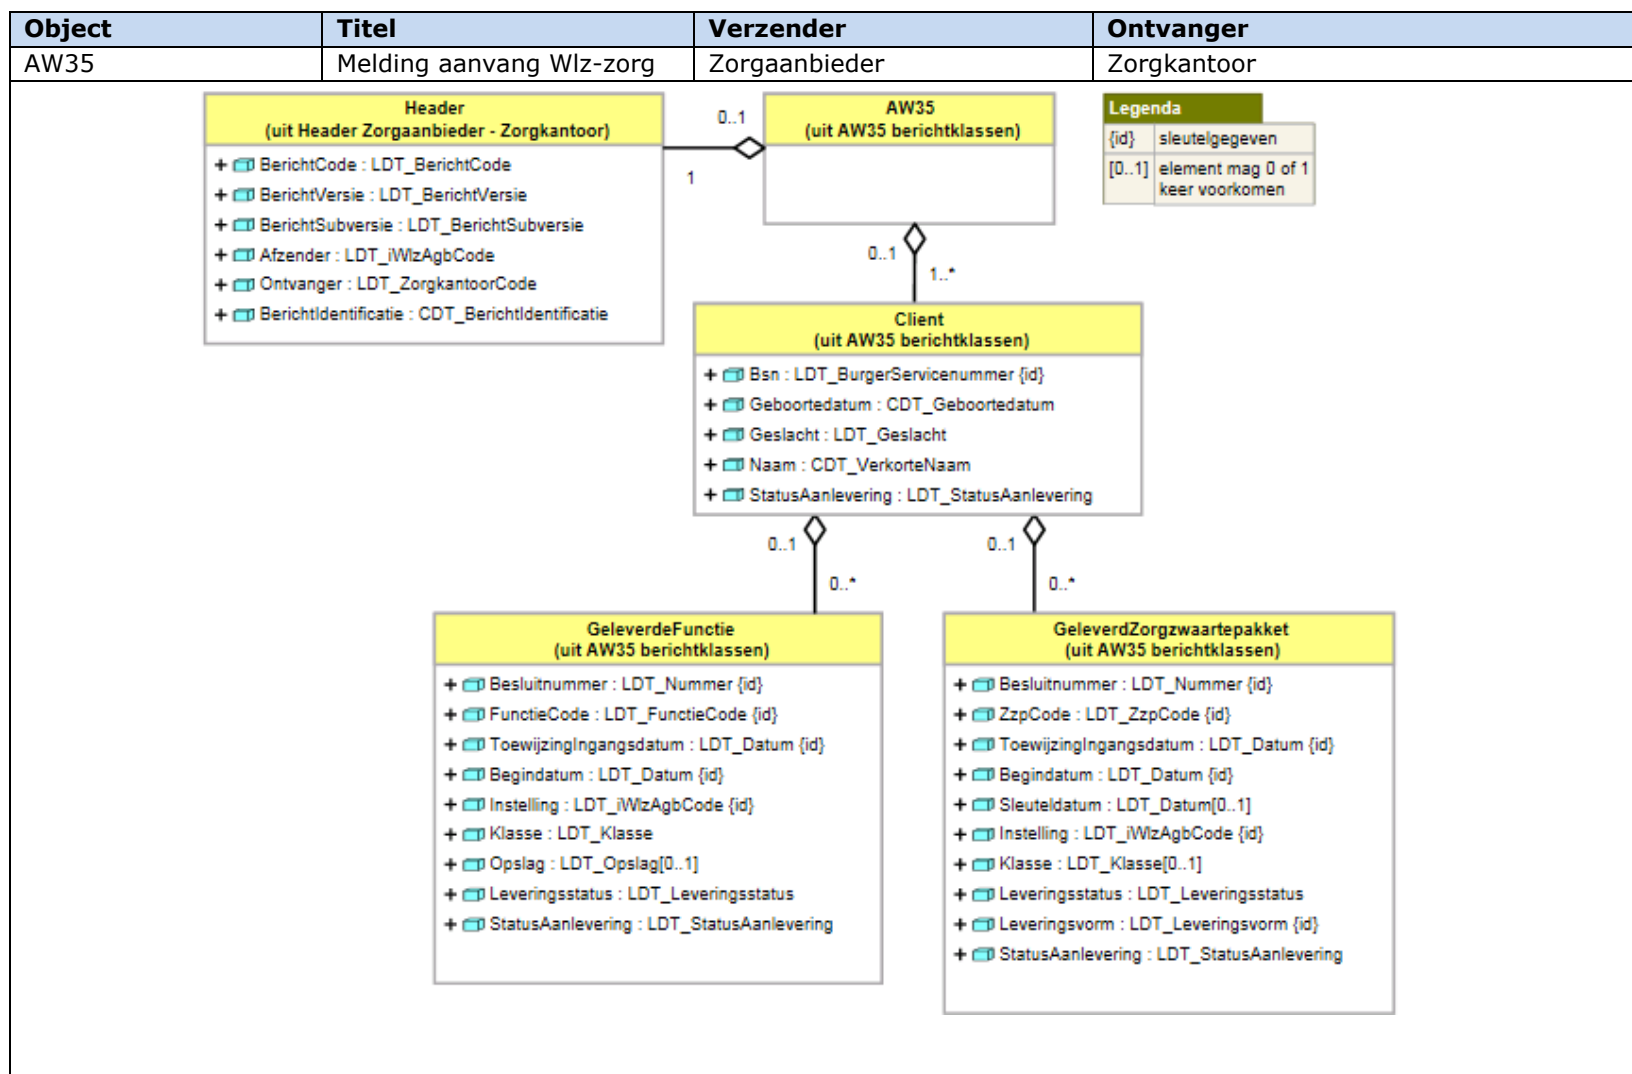 Object Titel Verzender Ontvanger
AW35 Melding aanvang Wlz-zorg Zorgaanbieder Zorgkantoor
Header
(uit Header Zorgaanbieder - Zorgkantoor)
+ BerichtCode : LDT_BerichtCode
+ BerichtVersie : LDT_BerichtVersie
+ BerichtSubversie : LDT_BerichtSubversie
+ Afzender : LDT_iWlzAgbCode
+ Ontvanger : LDT_ZorgkantoorCode
+ BerichtIdentificatie : CDT_BerichtIdentificatie
0..1
1
AW35
(uit AW35 berichtklassen)
Legenda
{id} sleutelgegeven
[0..1] element mag 0 of 1
keer voorkomen
0..1
1..*
Client
(uit AW35 berichtklassen)
+ Bsn : LDT_BurgerServicenummer {id}
+ Geboortedatum : CDT_Geboortedatum
+ Geslacht : LDT_Geslacht
+ Naam : CDT_VerkorteNaam
+ StatusAanlevering : LDT_StatusAanlevering
0..1
0..*
0..1
0..*
GeleverdeFunctie
(uit AW35 berichtklassen)
+ Besluitnummer : LDT_Nummer {id}
+ FunctieCode : LDT_FunctieCode {id}
+ ToewijzingIngangsdatum : LDT_Datum {id}
+ Begindatum : LDT_Datum {id}
+ Instelling : LDT_iWlzAgbCode {id}
+ Klasse : LDT_Klasse
+ Opslag : LDT_Opslag[0..1]
+ Leveringsstatus : LDT_Leveringsstatus
+ StatusAanlevering : LDT_StatusAanlevering
GeleverdZorgzwaartepakket
(uit AW35 berichtklassen)
+ Besluitnummer : LDT_Nummer {id}
+ ZzpCode : LDT_ZzpCode {id}
+ ToewijzingIngangsdatum : LDT_Datum {id}
+ Begindatum : LDT_Datum {id}
+ Sleuteldatum : LDT_Datum[0..1]
+ Instelling : LDT_iWlzAgbCode {id}
+ Klasse : LDT_Klasse[0..1]
+ Leveringsstatus : LDT_Leveringsstatus
+ Leveringsvorm : LDT_Leveringsvorm {id}
+ StatusAanlevering : LDT_StatusAanlevering